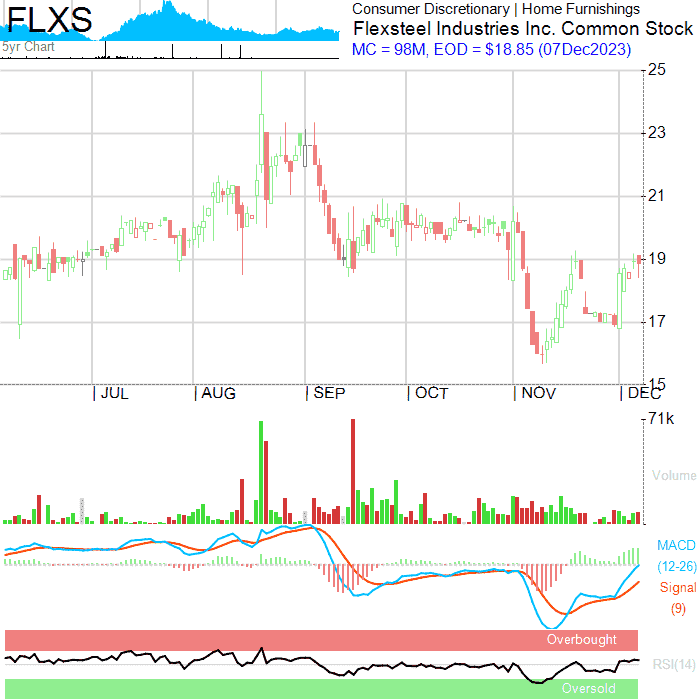 FLXS
Consumer Discretionary | Home Furnishings
Flexsteel Industries Inc. Common Stock
MC = 98M, EOD = $18.85 (07Dec2023)
5yr Chart
25
23
21
19
17
15
JUL AUG SEP OCT NOV DEC
71k
Volume
MACD
(12-26)
Signal
(9)
Overbought
RSI(14)
Oversold